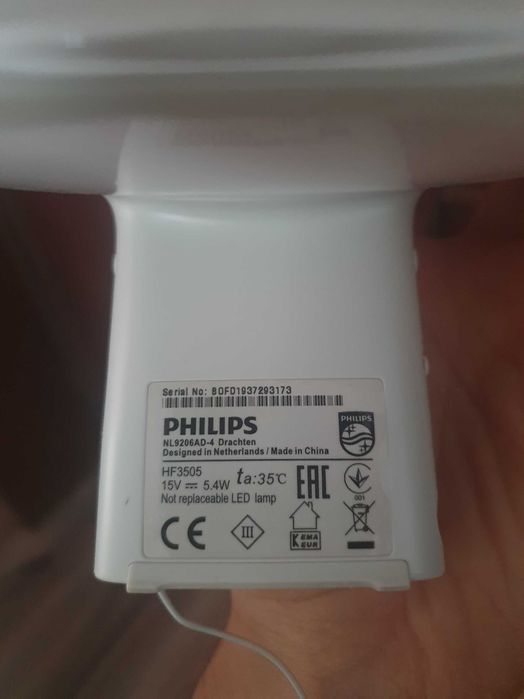 Serial No: BOFD1937293173
PHILIPS
PHILIPS
NL9206AD-4 Drachten
Designed in Netherlands / Made in China
HF3505
15V 5.4W ta:35°C
Not replaceable LED lamp
EAC
001
CE
III
KEMA
EUR